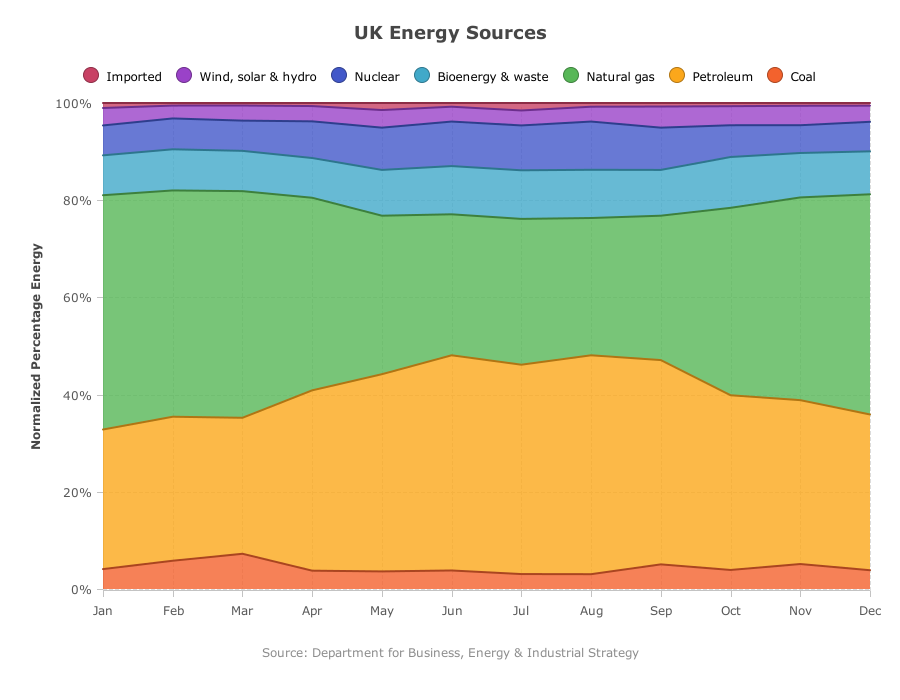 UK Energy Sources
Imported Wind, solar & hydro Nuclear Bioenergy & waste Natural gas Petroleum Coal
Normalized Percentage Energy
100%
80%
60%
40%
20%
0%
Jan Feb Mar Apr May Jun Jul Aug Sep Oct Nov Dec
Source: Department for Business, Energy & Industrial Strategy